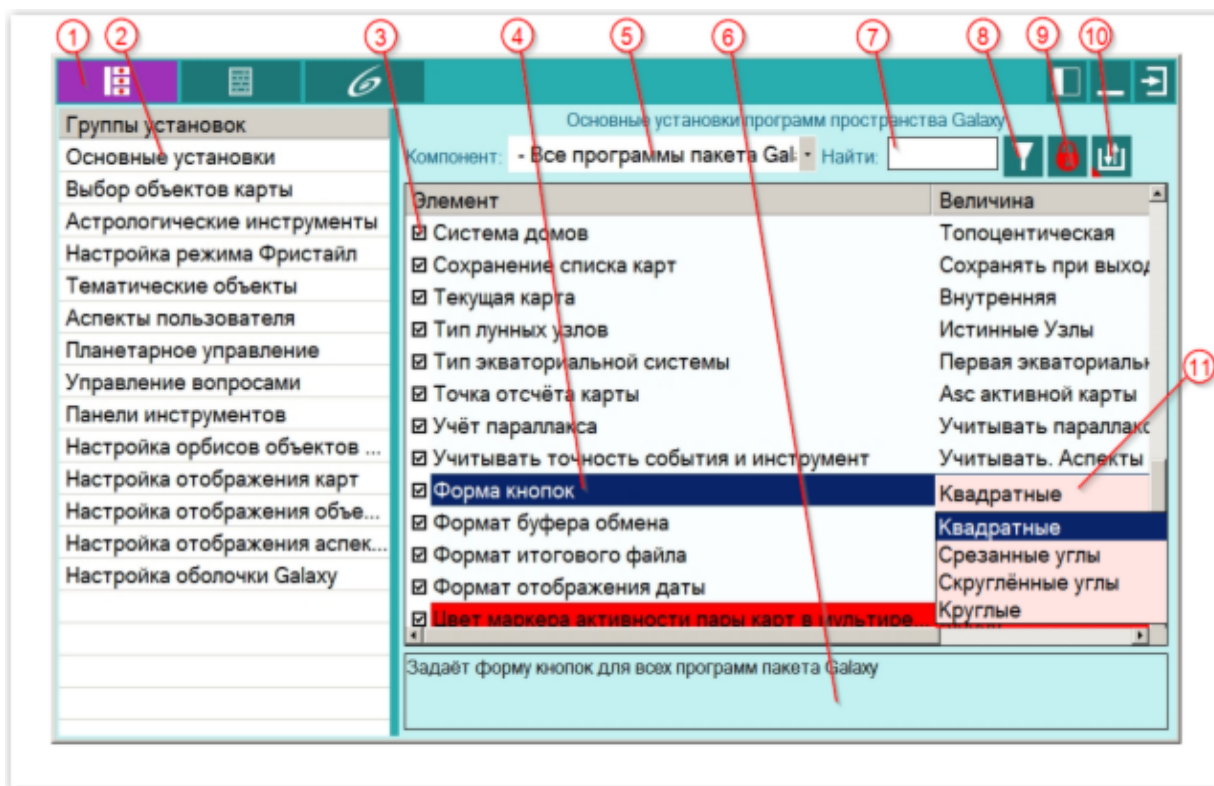 1 2 3 4 5 6 7 8 9 10
Основные установки программ пространства Galaxy
Компонент: - Все программы пакета Gal Найти:
Группы установок
Основные установки
Выбор объектов карты
Астрологические инструменты
Настройка режима Фристайл
Тематические объекты
Аспекты пользователя
Планетарное управление
Управление вопросами
Панели инструментов
Настройка орбисов объектов ...
Настройка отображения карт
Настройка отображения объе...
Настройка отображения аспек...
Настройка оболочки Galaxy
Элемент Величина
Система домов Топоцентическая
Сохранение списка карт Сохранять при выход
Текущая карта Внутренняя
Тип лунных узлов Истинные Узлы
Тип экваториальной системы Первая экваториальн
Точка отсчёта карты Asc активной карты
Учёт параллакса Учитывать параллакс
11
Учитывать точность события и инструмент Учитывать. Аспекты
Форма кнопок Квадратные
Формат буфера обмена Квадратные
Формат итогового файла Срезанные углы
Формат отображения даты Скруглённые углы
Цвет маркера активности пары карт в мультире... Круглые
Задаёт форму кнопок для всех программ пакета Galaxy